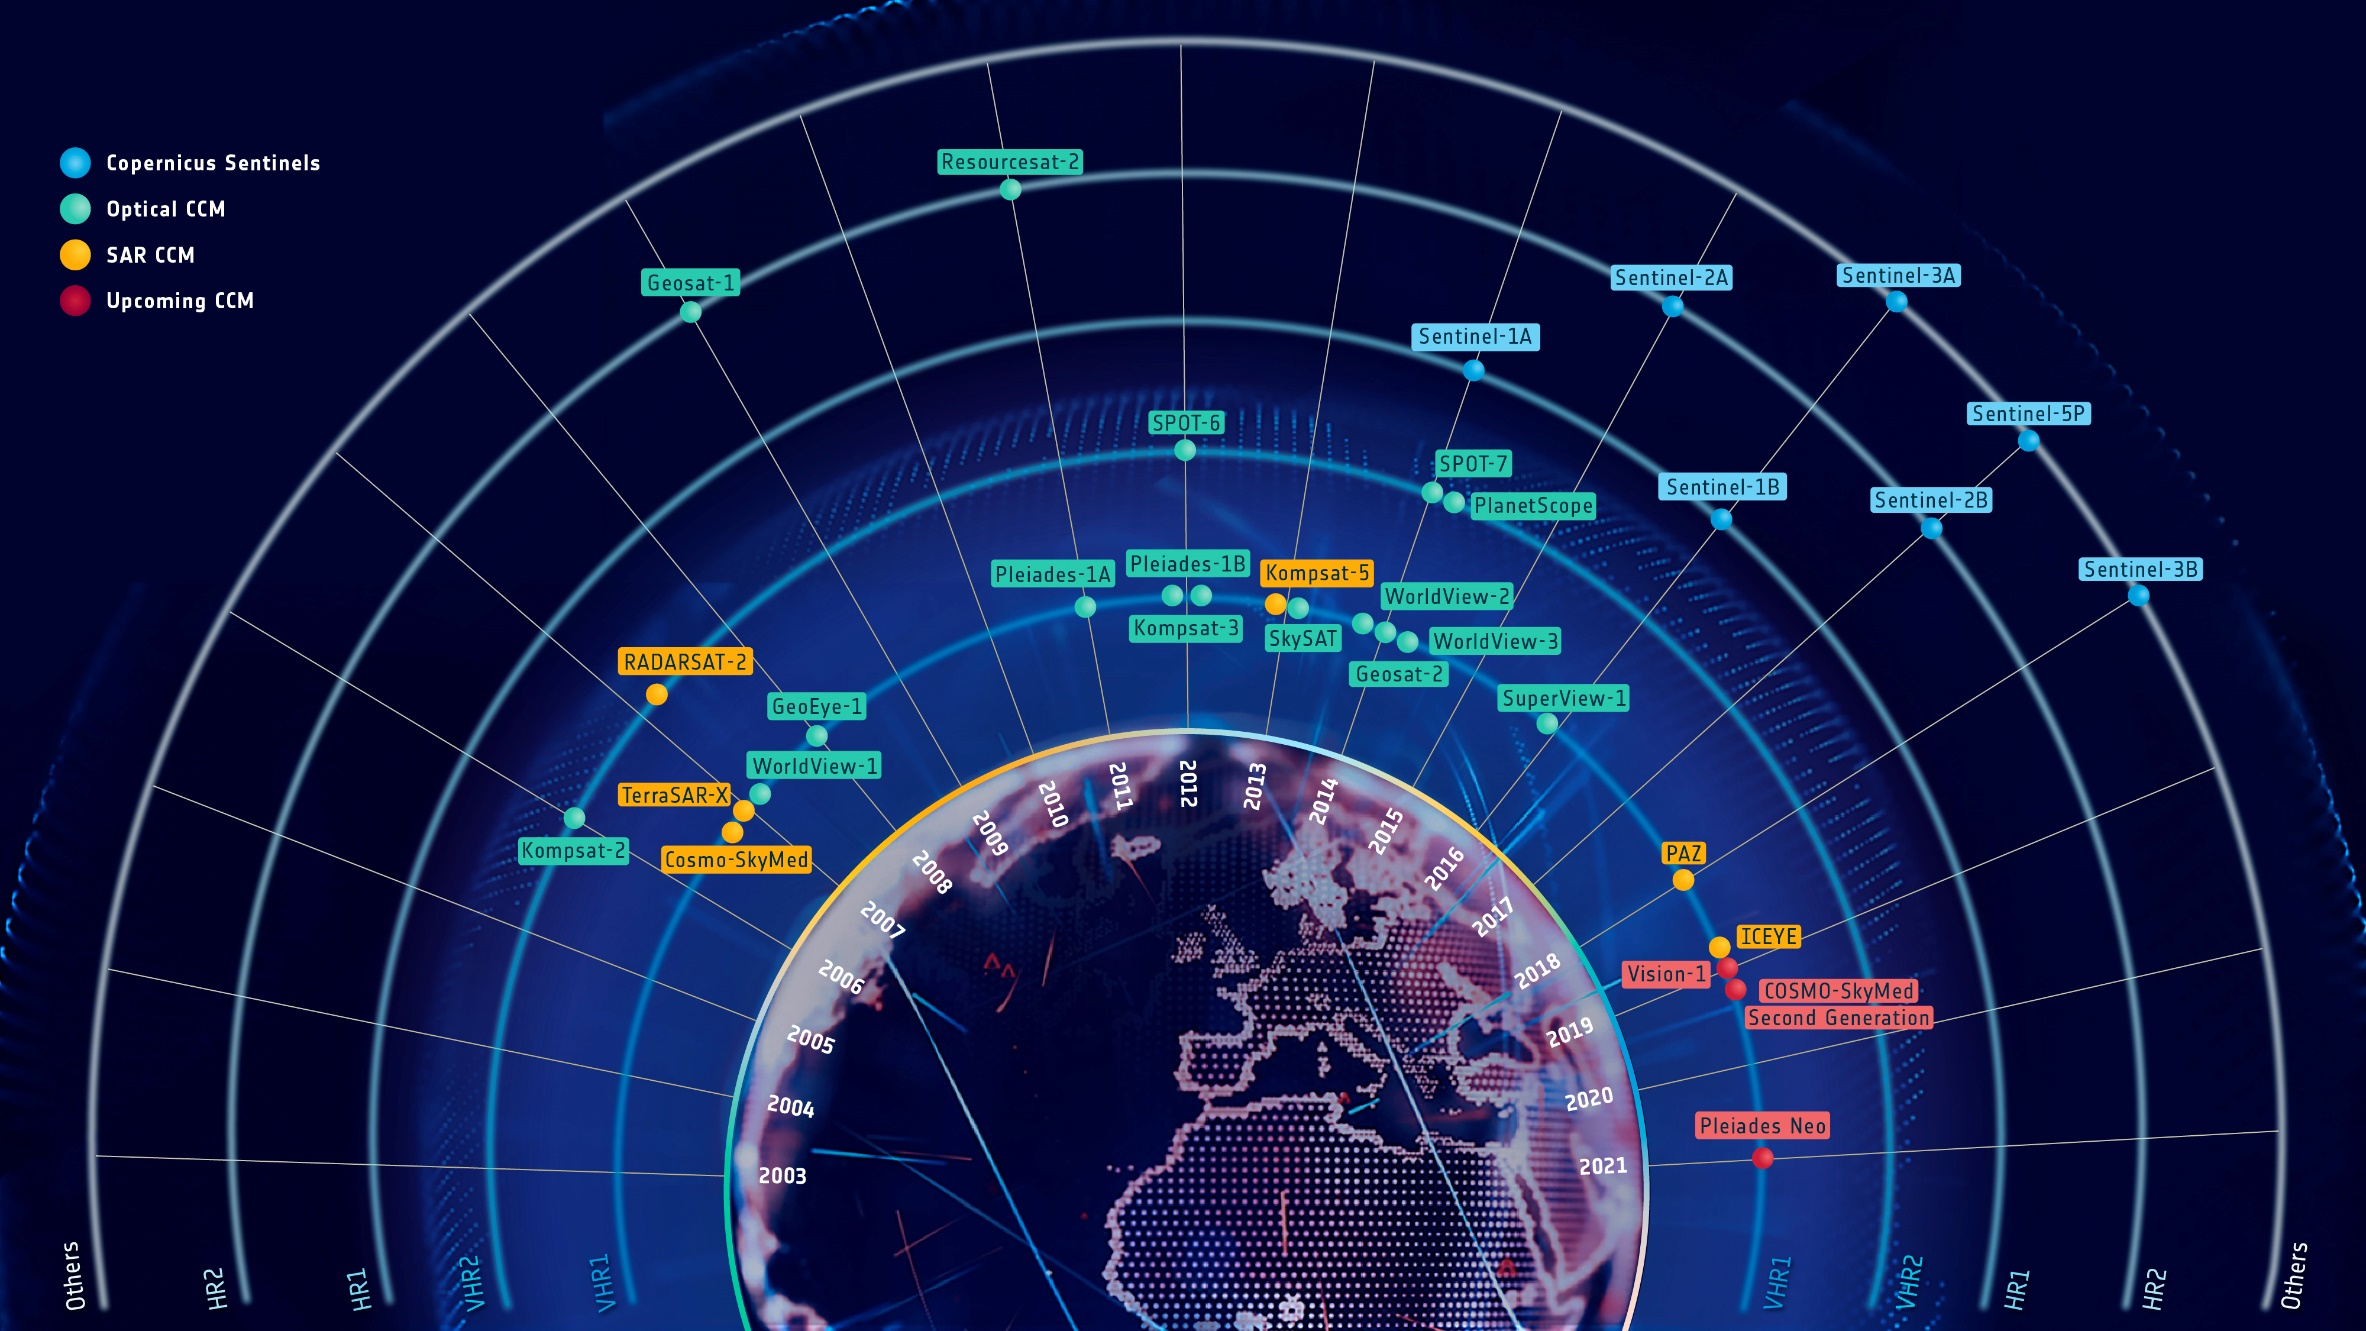 Copernicus Sentinels
Optical CCM
SAR CCM
Upcoming CCM
Resourcesat-2
Geosat-1
Sentinel-2A
Sentinel-3A
Sentinel-1A
Sentinel-5P
SPOT-6
SPOT-7
Sentinel-1B
Sentinel-2B
PlanetScope
Pleiades-1A
Pleiades-1B
Kompsat-5
Sentinel-3B
WorldView-2
Kompsat-3
SkySAT
WorldView-3
RADARSAT-2
Geosat-2
GeoEye-1
SuperView-1
WorldView-1
TerraSAR-X
Kompsat-2
Cosmo-SkyMed
PAZ
ICEYE
Vision-1
COSMO-SkyMed
Second Generation
Pleiades Neo
2003
2004
2005
2006
2007
2008
2009
2010
2011
2012
2013
2014
2015
2016
2017
2018
2019
2020
2021
Others
HR2
HR1
VHR2
VHR1
VHR1
VHR2
HR1
HR2
Others